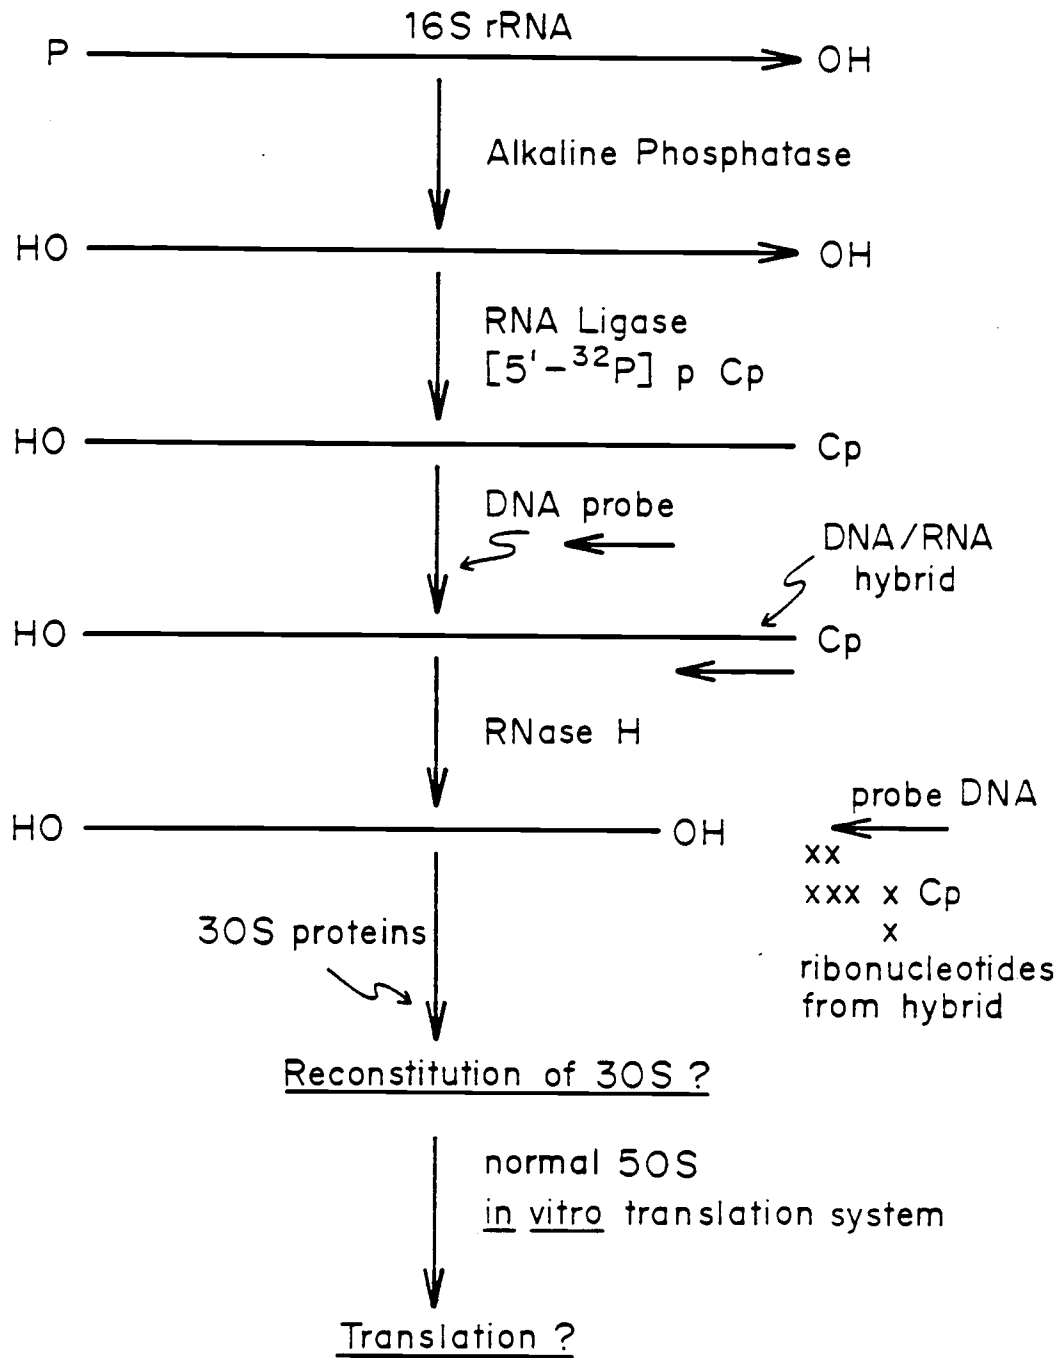 16S rRNA
P OH
Alkaline Phosphatase
HO OH
RNA Ligase
[5'-³²P] p Cp
HO Cp
DNA probe
DNA/RNA
hybrid
HO Cp
RNase H
probe DNA
HO OH
xx
xxx x Cp
x
30S proteins
ribonucleotides
from hybrid
Reconstitution of 30S ?
normal 50S
in vitro translation system
Translation ?